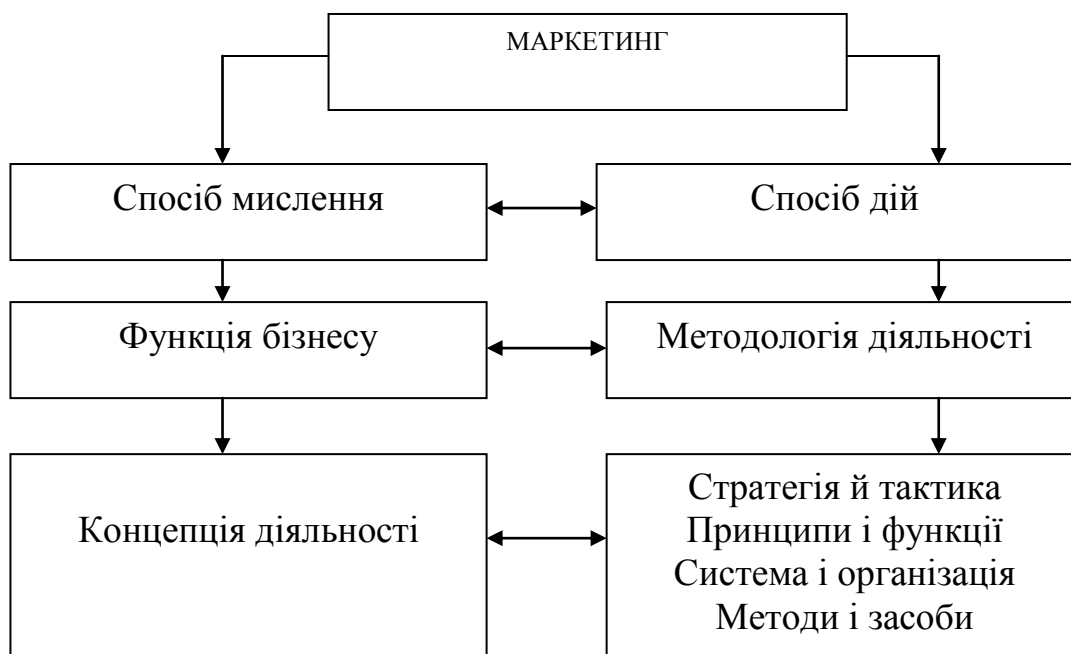 МАРКЕТИНГ
Спосіб мислення
Спосіб дій
Функція бізнесу
Методологія діяльності
Концепція діяльності
Стратегія й тактика
Принципи і функції
Система і організація
Методи і засоби